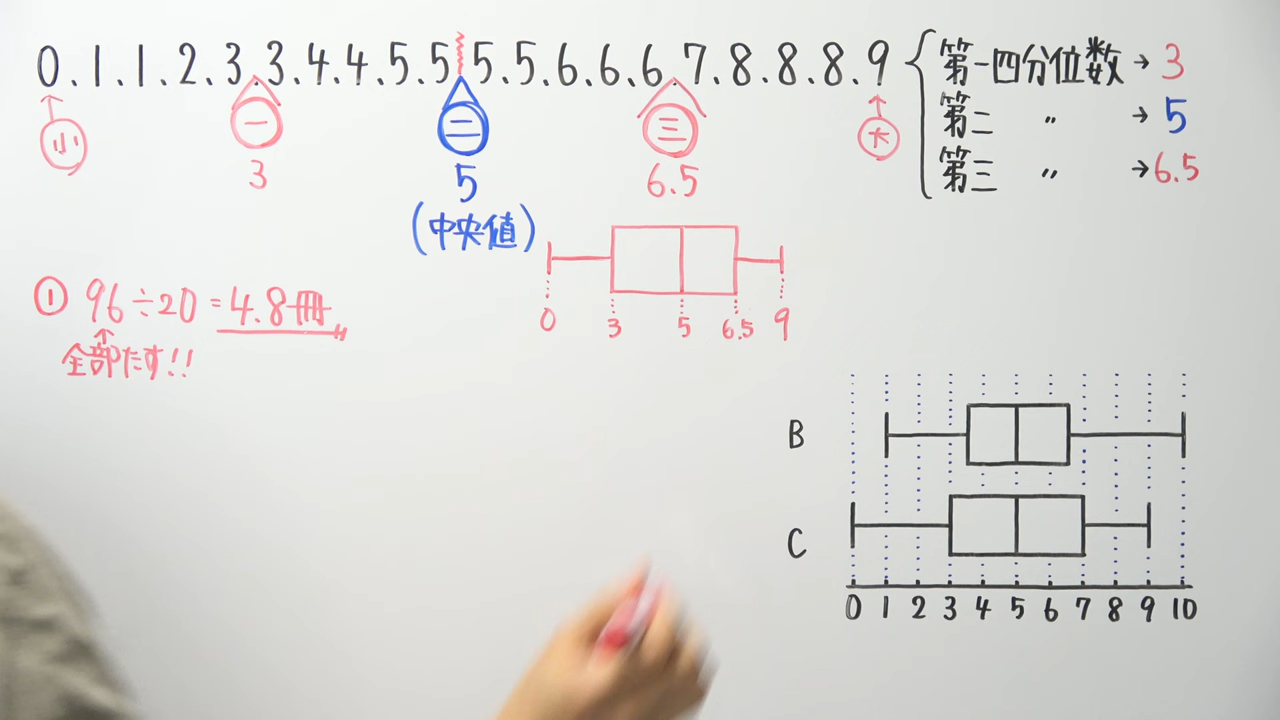 0.1.1.2.3.3.4.4.5.5 5.5.6.6.6.7.8.8.8.9
第一四分位数→3
第二 〃 →5
第三 〃 →6.5
小 一 二 三 大
3 5 6.5
(中央値)
① 96÷20=4.8冊
全部たす!!
0 3 5 6.5 9
B
C
0 1 2 3 4 5 6 7 8 9 10